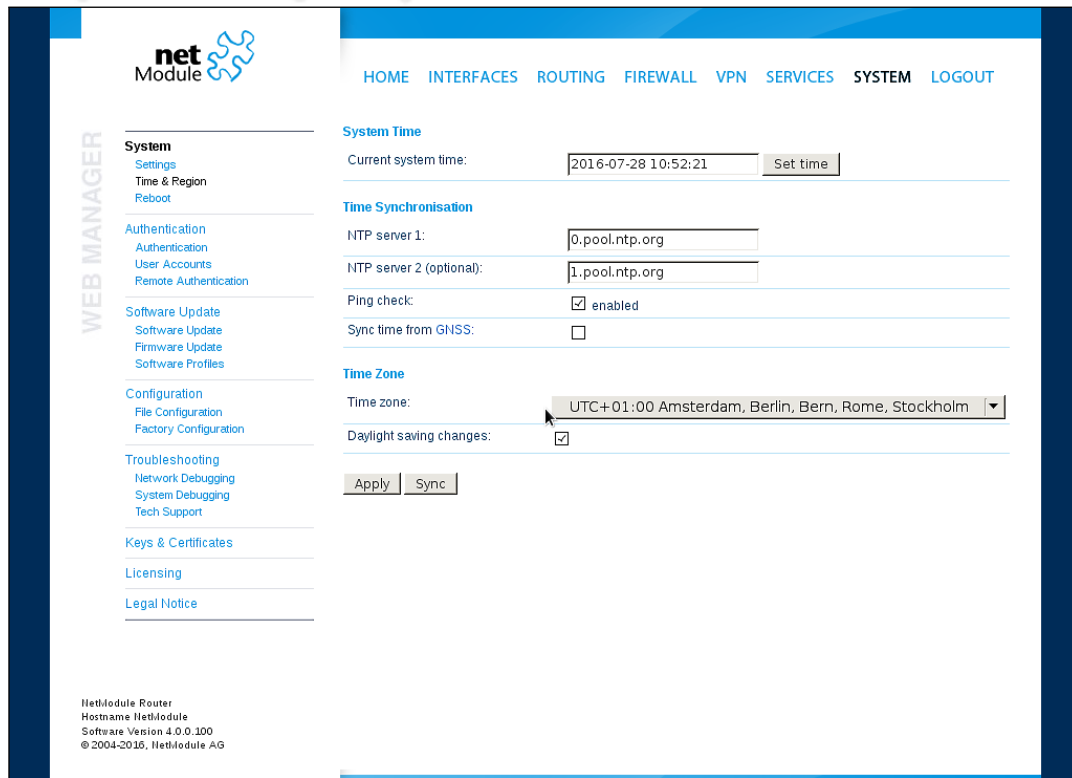 net
Module
HOME INTERFACES ROUTING FIREWALL VPN SERVICES SYSTEM LOGOUT
WEB MANAGER
System
Settings
Time & Region
Reboot
Authentication
Authentication
User Accounts
Remote Authentication
Software Update
Software Update
Firmware Update
Software Profiles
Configuration
File Configuration
Factory Configuration
Troubleshooting
Network Debugging
System Debugging
Tech Support
Keys & Certificates
Licensing
Legal Notice
System Time
Current system time: 2016-07-28 10:52:21 Set time
Time Synchronisation
NTP server 1: 0.pool.ntp.org
NTP server 2 (optional): 1.pool.ntp.org
Ping check: enabled
Sync time from GNSS:
Time Zone
Time zone: UTC+01:00 Amsterdam, Berlin, Bern, Rome, Stockholm
Daylight saving changes:
Apply Sync
NetModule Router
Hostname NetModule
Software Version 4.0.0.100
© 2004-2016, NetModule AG